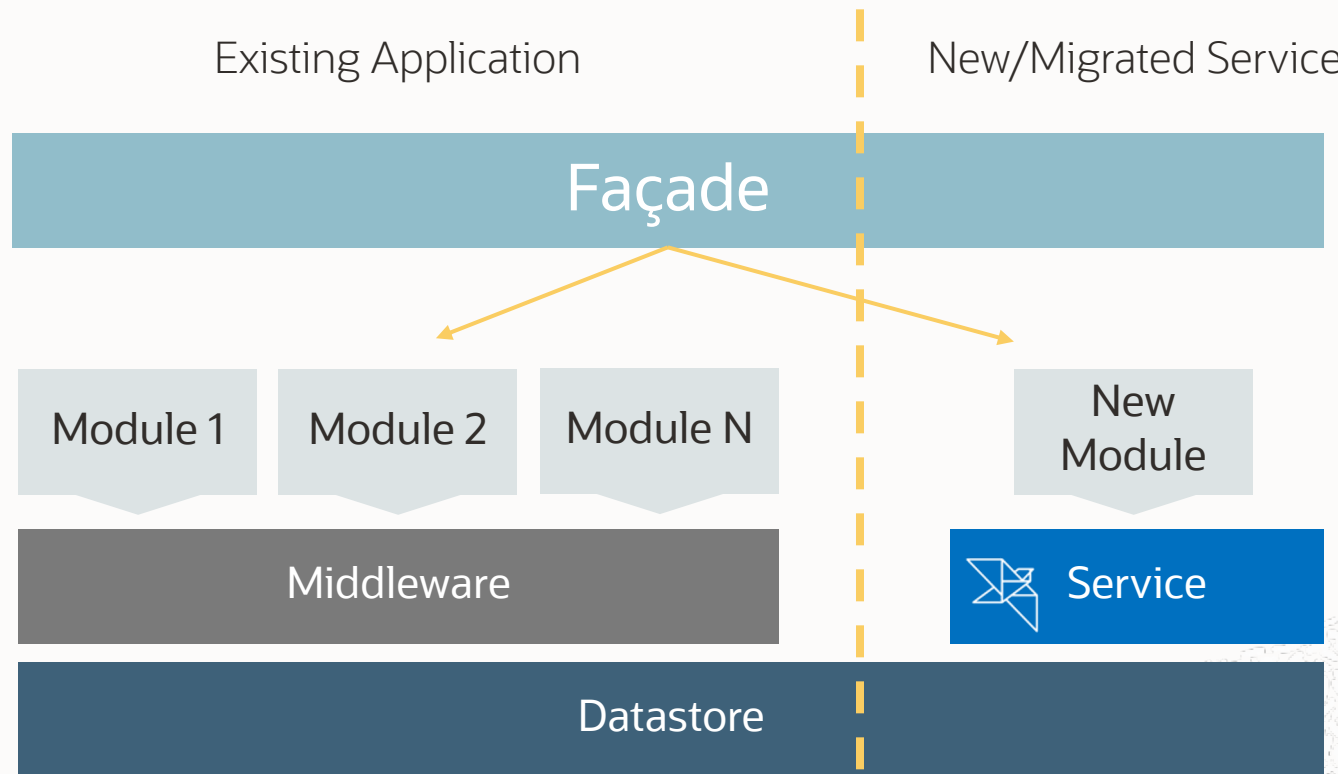 Existing Application
New/Migrated Service
Façade
Module 1
Module 2
Module N
New
Module
Middleware
Service
Datastore